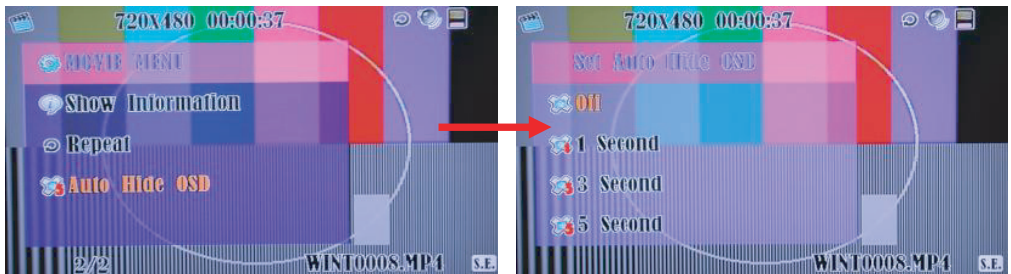 720X480 00:00:37
MOVIE MENU
Show Information
Repeat
Auto Hide OSD
2/2
WINT0008.MP4
S.E.
720X480 00:00:37
Set Auto Hide OSD
Off
1 Second
3 Second
5 Second
WINT0008.MP4
S.E.